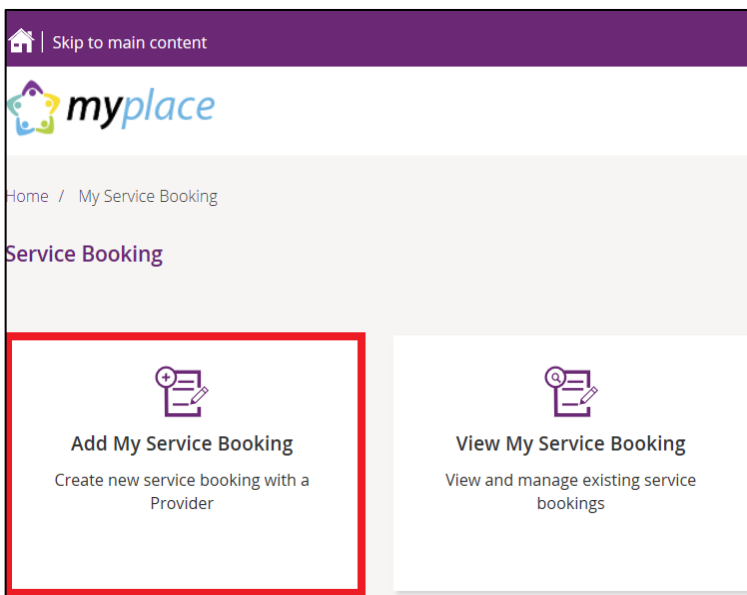 Skip to main content
myplace
Home / My Service Booking
Service Booking
Add My Service Booking
Create new service booking with a
Provider
View My Service Booking
View and manage existing service
bookings